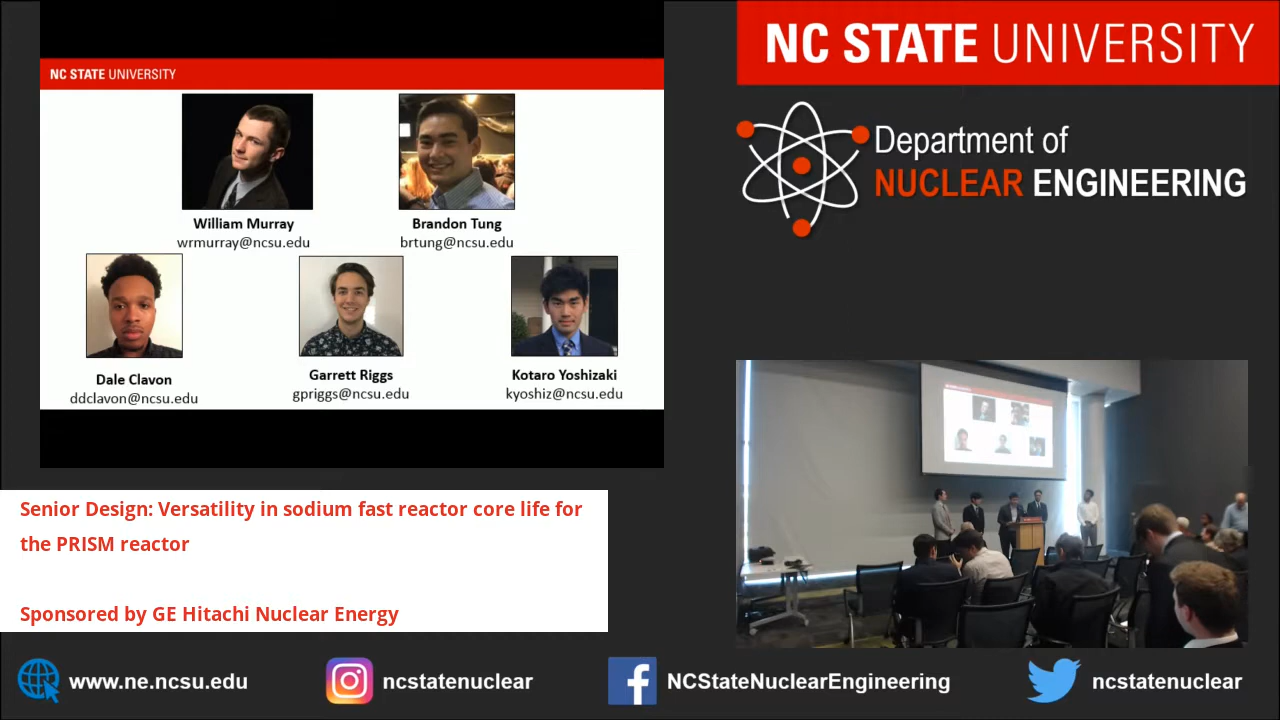 NC STATE UNIVERSITY
William Murray
wrmurray@ncsu.edu
Brandon Tung
brtung@ncsu.edu
Dale Clavon
ddclavon@ncsu.edu
Garrett Riggs
gpriggs@ncsu.edu
Kotaro Yoshizaki
kyoshiz@ncsu.edu
NC STATE UNIVERSITY
Department of
NUCLEAR ENGINEERING
Senior Design: Versatility in sodium fast reactor core life for
the PRISM reactor
Sponsored by GE Hitachi Nuclear Energy
www.ne.ncsu.edu
ncstatenuclear
NCStateNuclearEngineering
ncstatenuclear